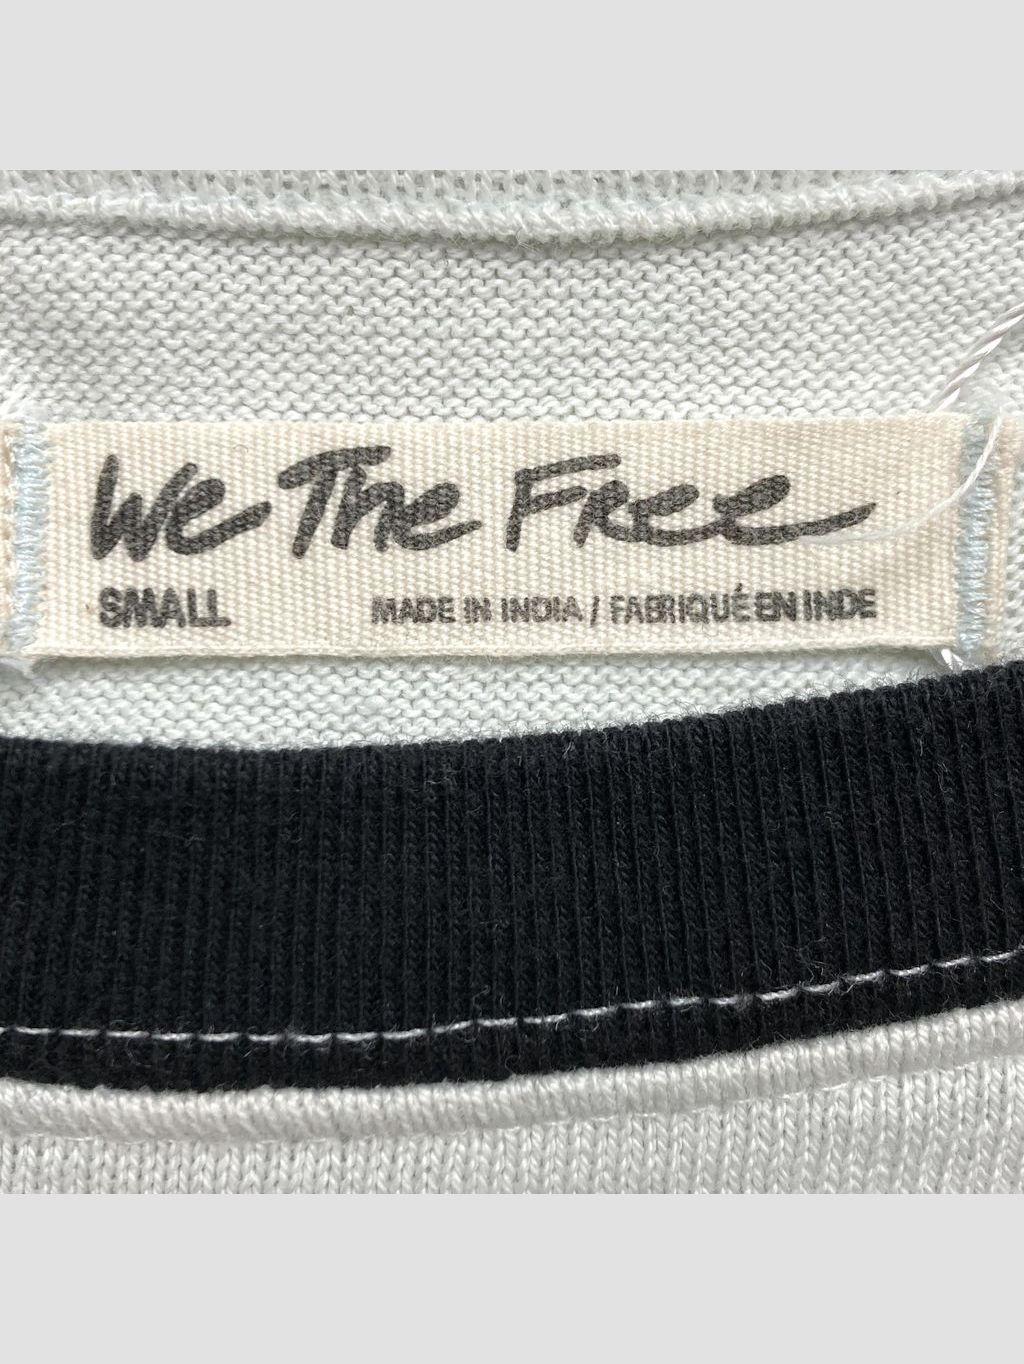 We The Free
SMALL MADE IN INDIA / FABRIQUÉ EN INDE